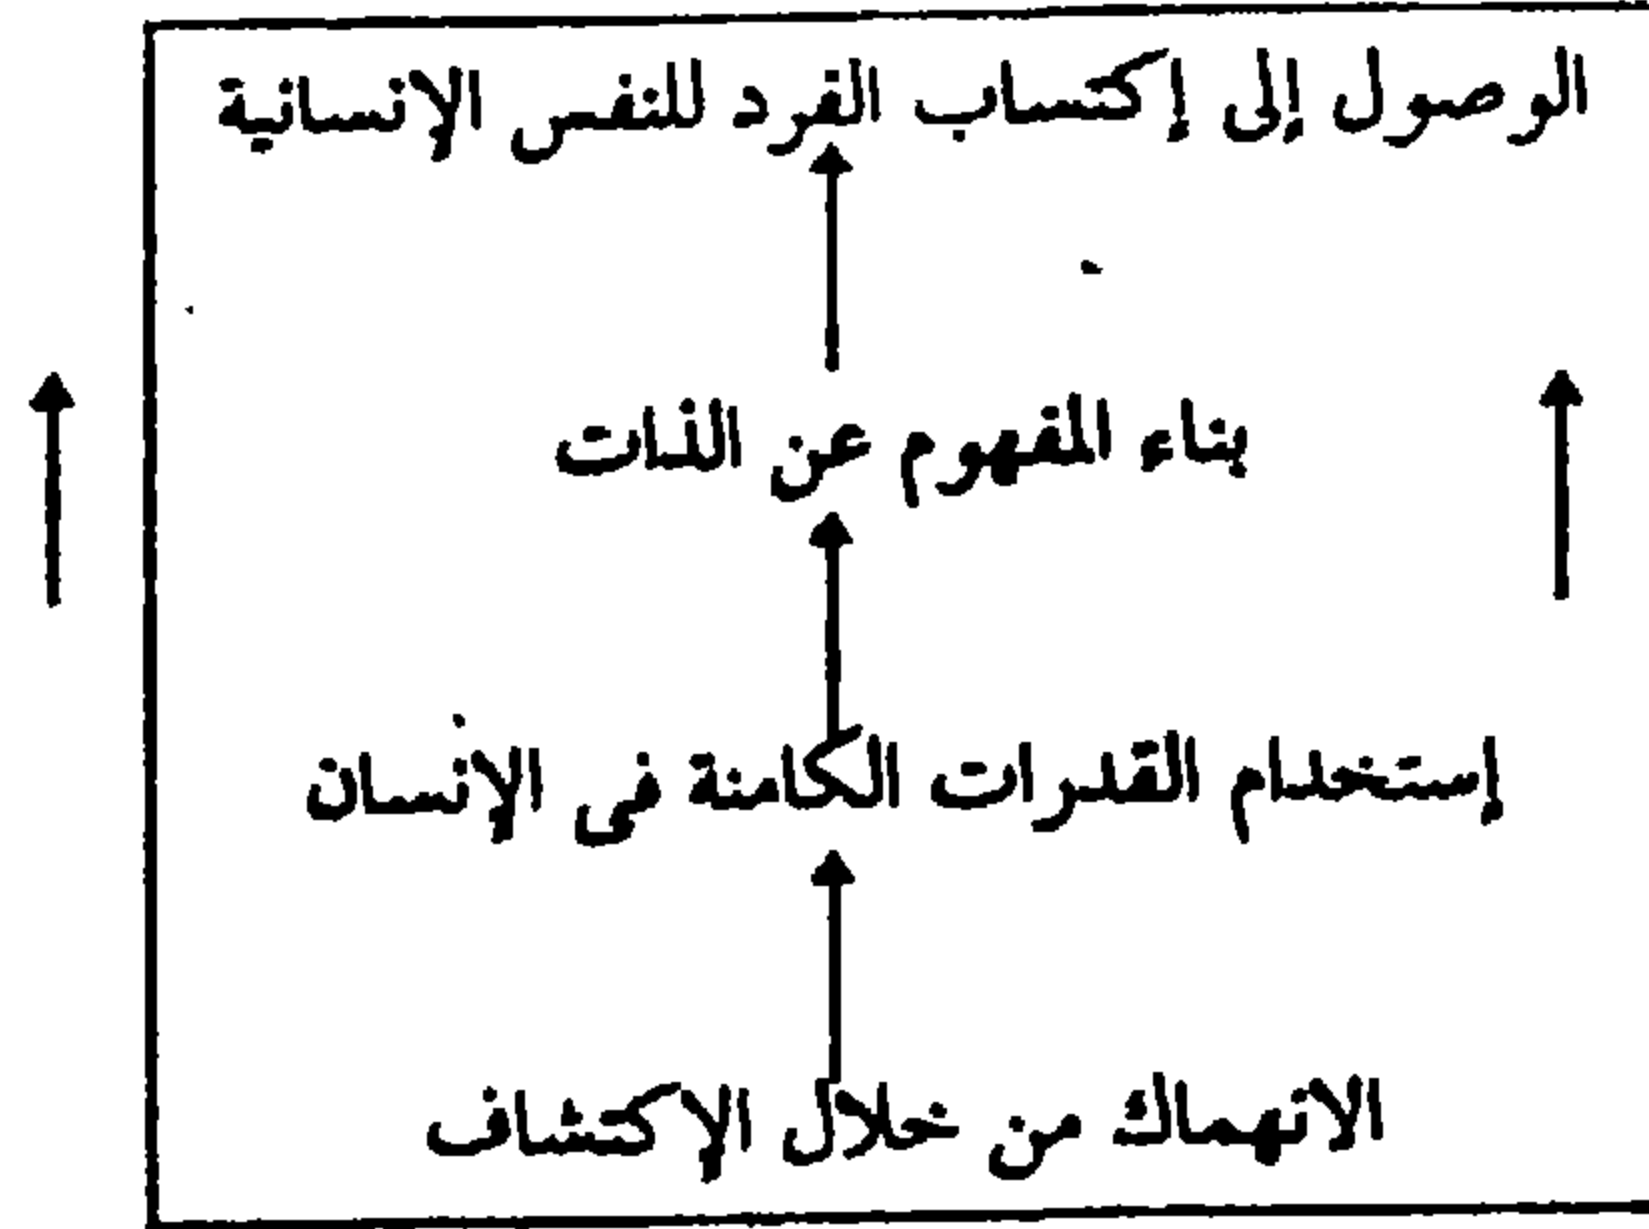 الوصول إلى إكتساب الفرد للنفس الإنسانية
بناء المفهوم عن الذات
إستخدام القدرات الكامنة فى الإنسان
الانهماك من خلال الإكتشاف